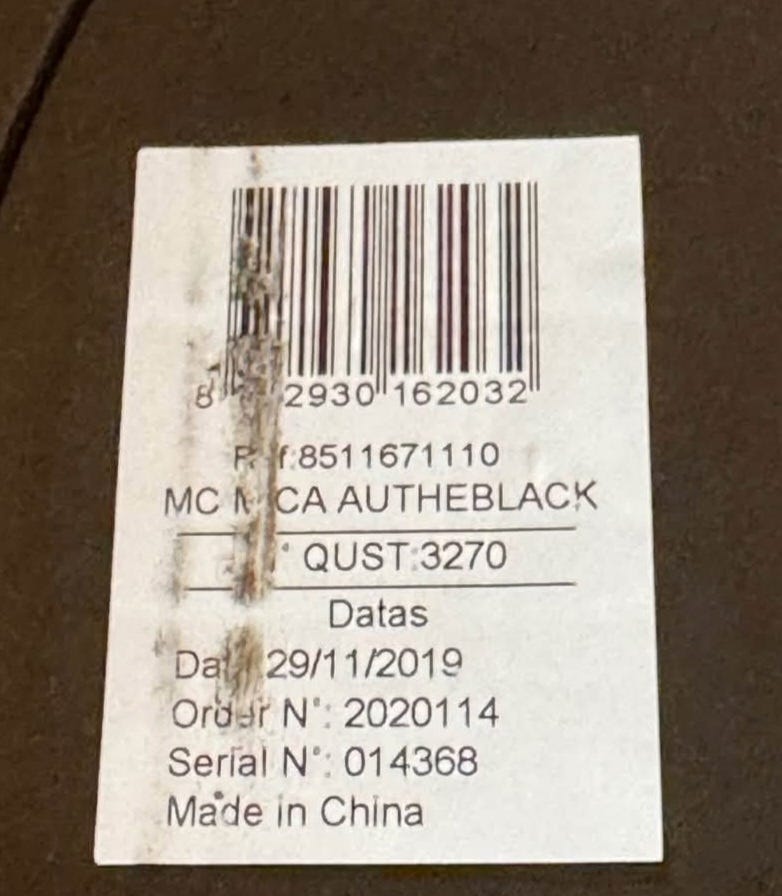 8 2930 162032
8511671110
MC CA AUTHEBLACK
QUST:3270
Datas
29/11/2019
Order N°: 2020114
Serial N°: 014368
Made in China